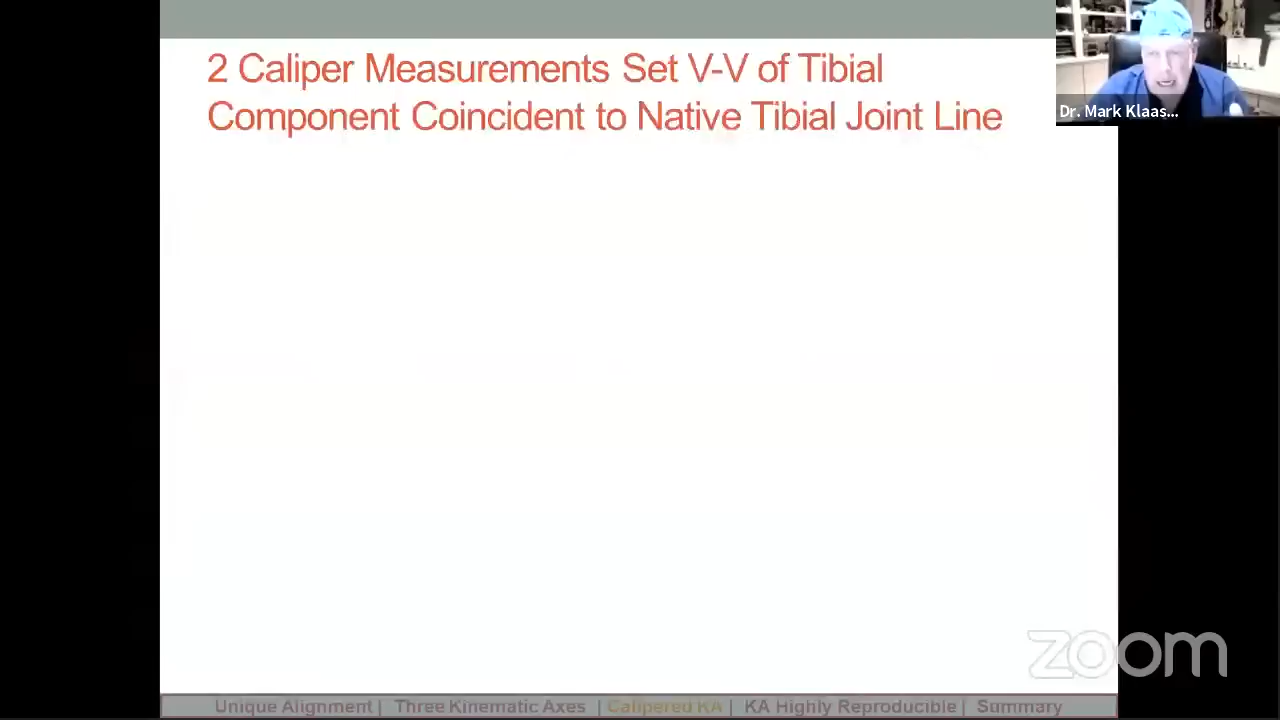 2 Caliper Measurements Set V-V of Tibial
Component Coincident to Native Tibial Joint Line
Dr. Mark Klaas...
zoom
Unique Alignment | Three Kinematic Axes | Calipered KA | KA Highly Reproducible | Summary